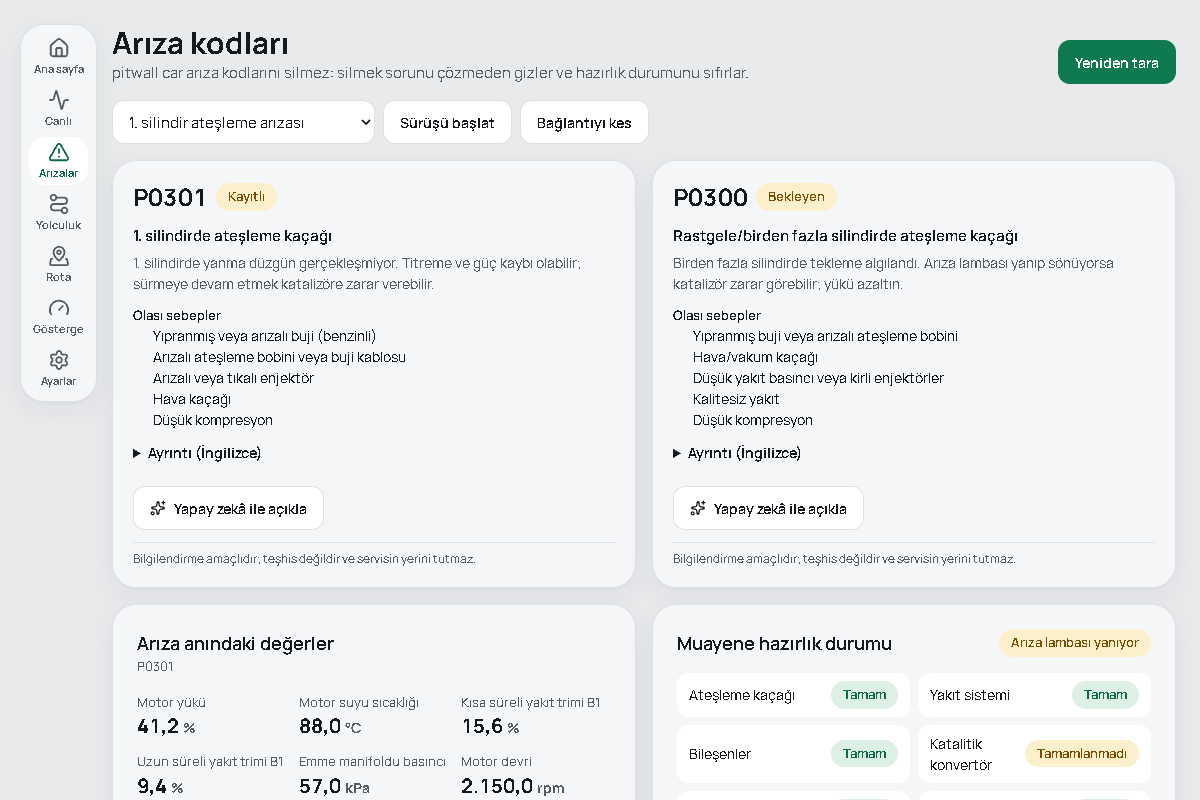 Ana sayfa
Canlı
Arızalar
Yolculuk
Rota
Gösterge
Ayarlar
Arıza kodları
pitwall car arıza kodlarını silmez: silmek sorunu çözmeden gizler ve hazırlık durumunu sıfırlar.
Yeniden tara
1. silindir ateşleme arızası
Sürüşü başlat
Bağlantıyı kes
P0301 Kayıtlı
1. silindirde ateşleme kaçağı
1. silindirde yanma düzgün gerçekleşmiyor. Titreme ve güç kaybı olabilir;
sürmeye devam etmek katalizöre zarar verebilir.
Olası sebepler
Yıpranmış veya arızalı buji (benzinli)
Arızalı ateşleme bobini veya buji kablosu
Arızalı veya tıkalı enjektör
Hava kaçağı
Düşük kompresyon
Ayrıntı (İngilizce)
Yapay zekâ ile açıkla
Bilgilendirme amaçlıdır; teşhis değildir ve servisin yerini tutmaz.
P0300 Bekleyen
Rastgele/birden fazla silindirde ateşleme kaçağı
Birden fazla silindirde tekleme algılandı. Arıza lambası yanıp sönüyorsa
katalizör zarar görebilir; yükü azaltın.
Olası sebepler
Yıpranmış buji veya arızalı ateşleme bobini
Hava/vakum kaçağı
Düşük yakıt basıncı veya kirli enjektörler
Kalitesiz yakıt
Düşük kompresyon
Ayrıntı (İngilizce)
Yapay zekâ ile açıkla
Bilgilendirme amaçlıdır; teşhis değildir ve servisin yerini tutmaz.
Arıza anındaki değerler
P0301
Motor yükü
41,2 %
Motor suyu sıcaklığı
88,0 °C
Kısa süreli yakıt trimi B1
15,6 %
Uzun süreli yakıt trimi B1
9,4 %
Emme manifoldu basıncı
57,0 kPa
Motor devri
2.150,0 rpm
Muayene hazırlık durumu
Arıza lambası yanıyor
Ateşleme kaçağı Tamam
Yakıt sistemi Tamam
Bileşenler Tamam
Katalitik
konvertör
Tamamlanmadı